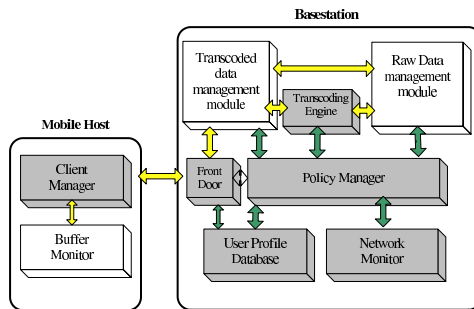 Basestation
Transcoded
data
management
module
Raw Data
management
module
Transcoding
Engine
Mobile Host
Client
Manager
Front
Door
Policy Manager
Buffer
Monitor
User Profile
Database
Network
Monitor